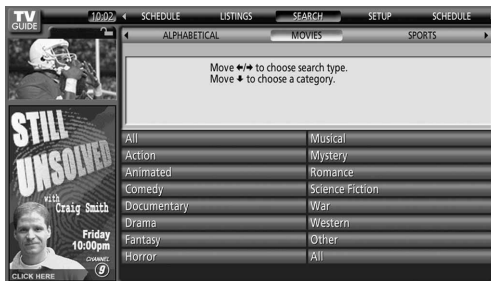 TV
GUIDE
10:02
SCHEDULE LISTINGS SEARCH SETUP SCHEDULE
ALPHABETICAL MOVIES SPORTS
Move ←/→ to choose search type.
Move ↓ to choose a category.
All
Action
Animated
Comedy
Documentary
Drama
Fantasy
Horror
Musical
Mystery
Romance
Science Fiction
War
Western
Other
All
STILL
UNSOLVED
with
Craig Smith
Friday
10:00pm
CHANNEL
9
CLICK HERE